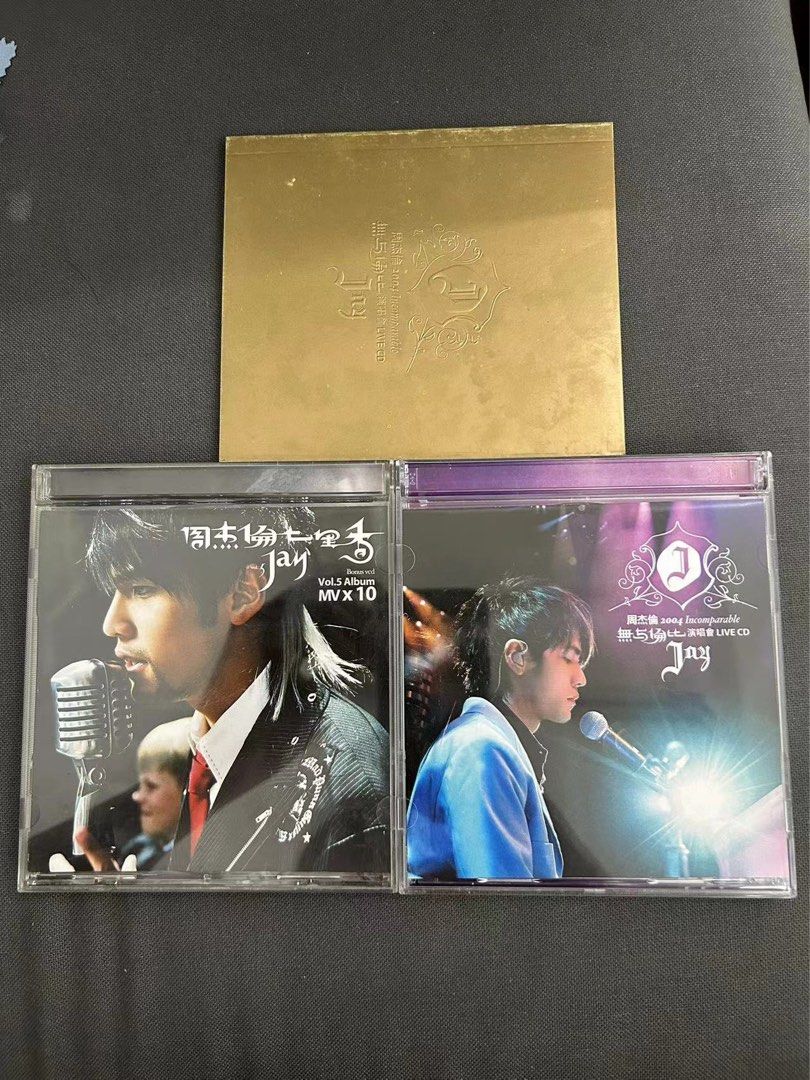 周杰倫 2004 Incomparable
無与倫比 演唱會 LIVE CD
Jay
周杰倫七里香
Jay
Bonus vcd
Vol.5 Album
MV x 10
J
周杰倫 2004 Incomparable
無与倫比 演唱會 LIVE CD
Jay